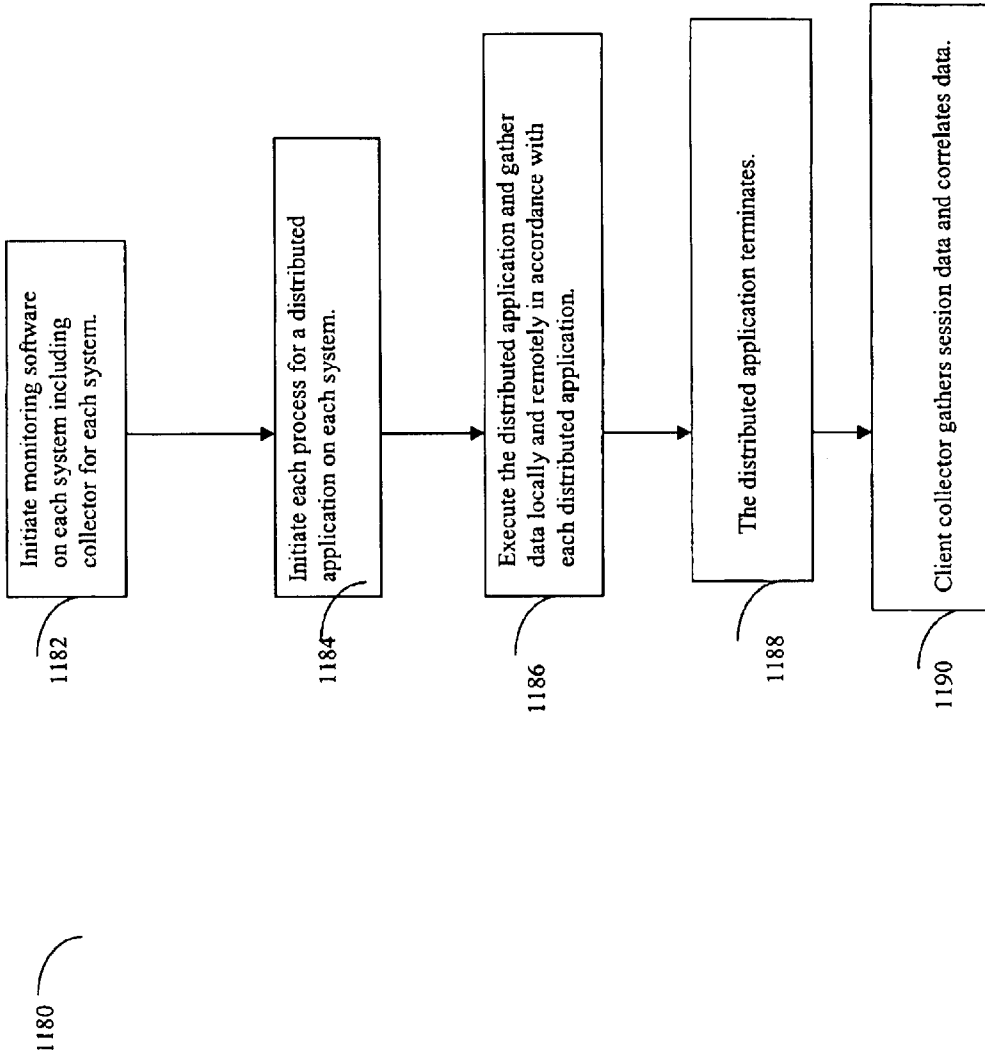 1180
1182
Initiate monitoring software
on each system including
collector for each system.
1184
Initiate each process for a distributed
application on each system.
1186
Execute the distributed application and gather
data locally and remotely in accordance with
each distributed application.
1188
The distributed application terminates.
1190
Client collector gathers session data and correlates data.